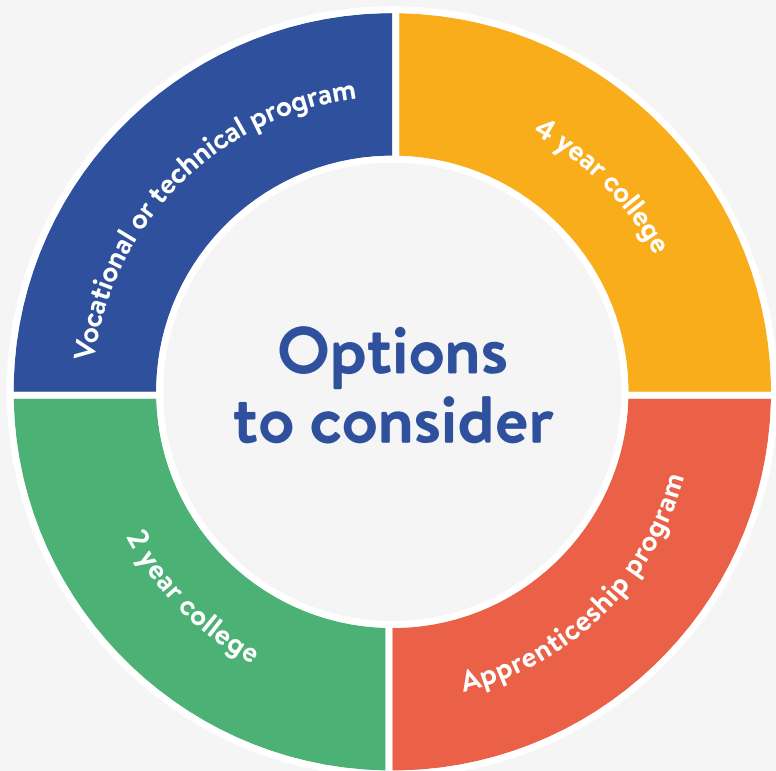 Vocational or technical program
4 year college
Options
to consider
2 year college
Apprenticeship program